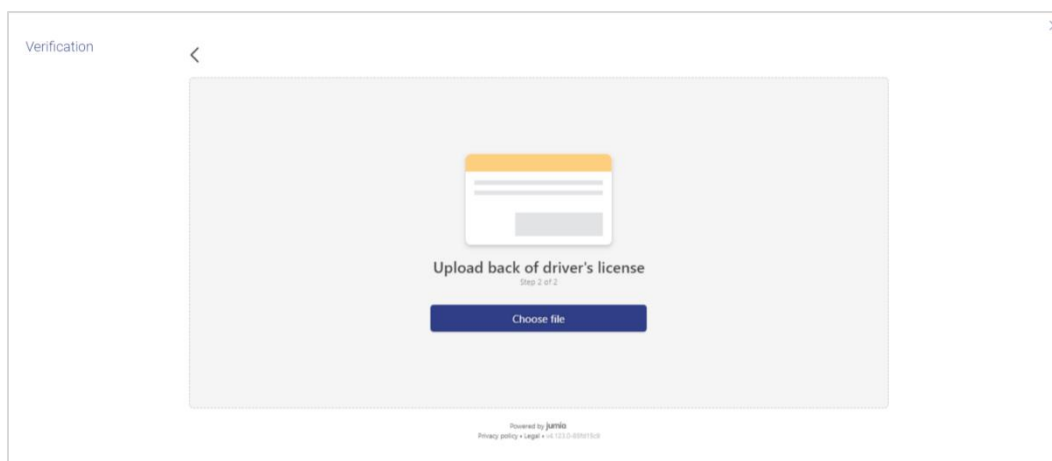 Verification
Upload back of driver's license
Step 2 of 2
Choose file
Powered by jumio
Privacy policy • Legal •